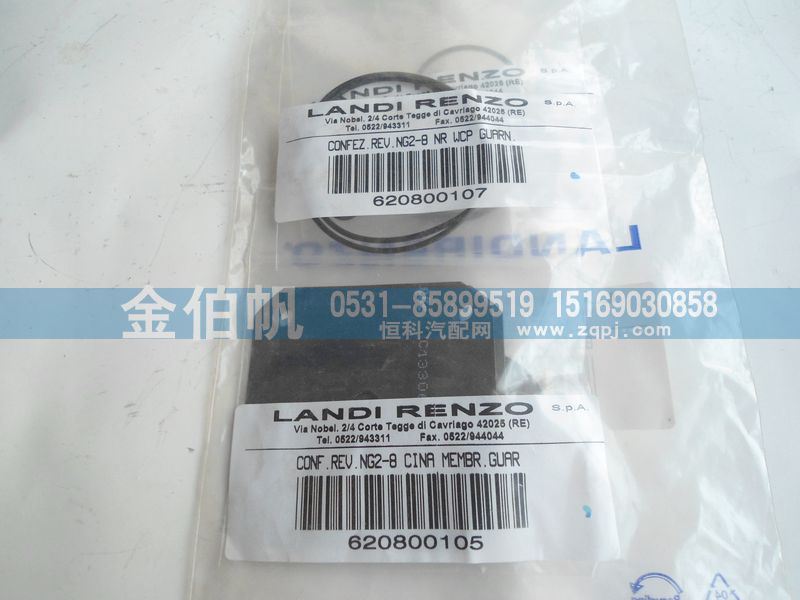 LANDI RENZO S.p.A.
Via Nobel, 2/4 Corte Tegge di Cavriago 42025 (RE)
Tel. 0522/943311 Fax. 0522/944044
CONFEZ.REV.NG2-8 NR WCP GUARN.
620800107
LANDIRENZO
金伯帆 0531-85899519 15169030858
恒科汽配网 www.zqpj.com
LANDI RENZO S.p.A.
Via Nobel, 2/4 Corte Tegge di Cavriago 42025 (RE)
Tel. 0522/943311 Fax. 0522/944044
CONF.REV.NG2-8 CINA MEMBR.GUAR
620800105